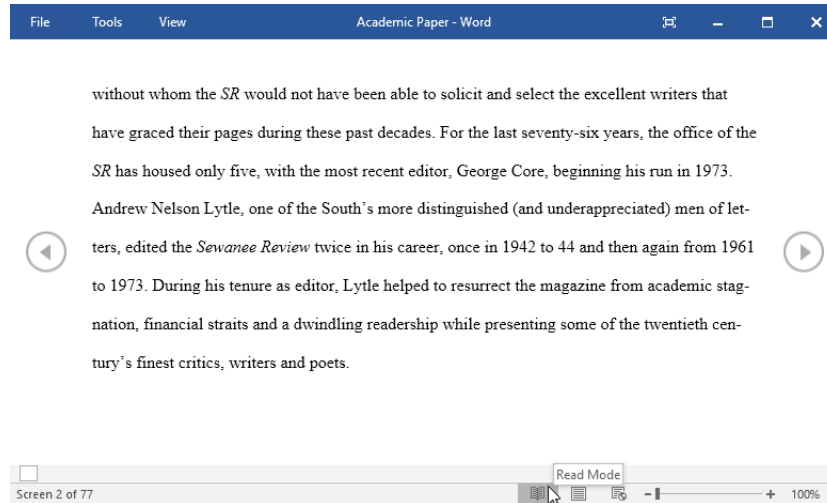 File Tools View Academic Paper - Word
without whom the SR would not have been able to solicit and select the excellent writers that
have graced their pages during these past decades. For the last seventy-six years, the office of the
SR has housed only five, with the most recent editor, George Core, beginning his run in 1973.
Andrew Nelson Lytle, one of the South’s more distinguished (and underappreciated) men of let-
ters, edited the Sewanee Review twice in his career, once in 1942 to 44 and then again from 1961
to 1973. During his tenure as editor, Lytle helped to resurrect the magazine from academic stag-
nation, financial straits and a dwindling readership while presenting some of the twentieth cen-
tury’s finest critics, writers and poets.
Read Mode
Screen 2 of 77 100%